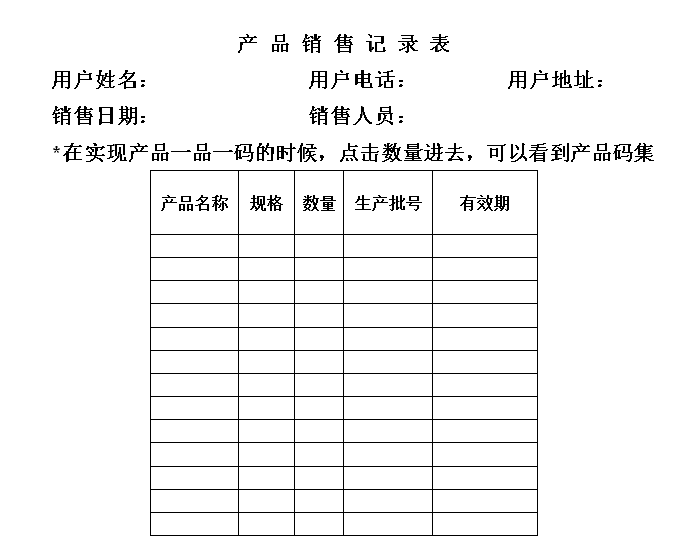 产 品 销 售 记 录 表
用户姓名： 用户电话： 用户地址：
销售日期： 销售人员：
*在实现产品一品一码的时候，点击数量进去，可以看到产品码集
产品名称 规格 数量 生产批号 有效期